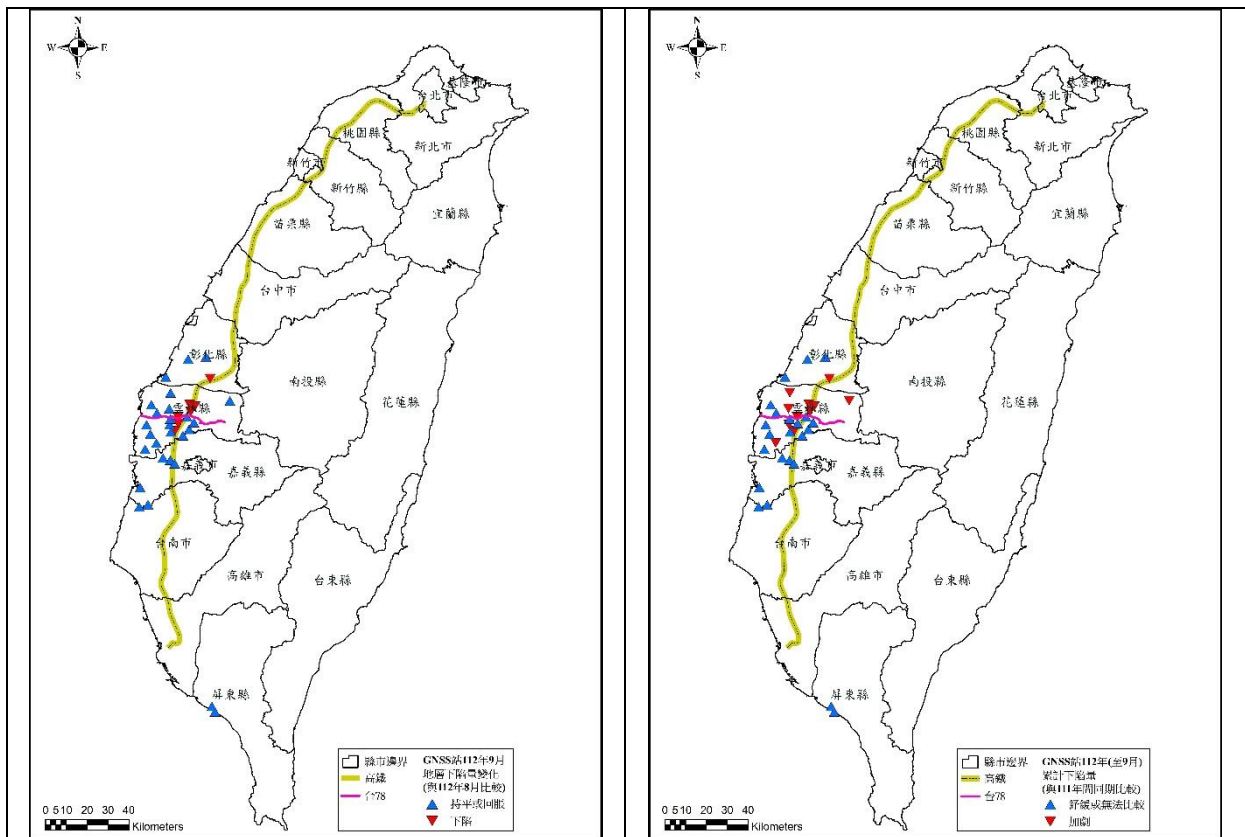 N
W E
S
基隆市
台北市
桃園縣
新北市
新竹市
新竹縣
宜蘭縣
苗栗縣
台中市
彰化縣
南投縣
花蓮縣
雲林縣
嘉義市
嘉義縣
台南市
高雄市
台東縣
屏東縣
縣市邊界
高鐵
台78
GNSS站112年9月
地層下陷量變化
(與112年8月比較)
持平或回脹
下陷
0 5 10 20 30 40
Kilometers
N
W E
S
基隆市
台北市
桃園縣
新北市
新竹市
新竹縣
宜蘭縣
苗栗縣
台中市
彰化縣
南投縣
花蓮縣
雲林縣
嘉義市
嘉義縣
台南市
高雄市
台東縣
屏東縣
縣市邊界
高鐵
台78
GNSS站112年(至9月)
累計下陷量
(與111年間同期比較)
舒緩或無法比較
加劇
0 5 10 20 30 40
Kilometers